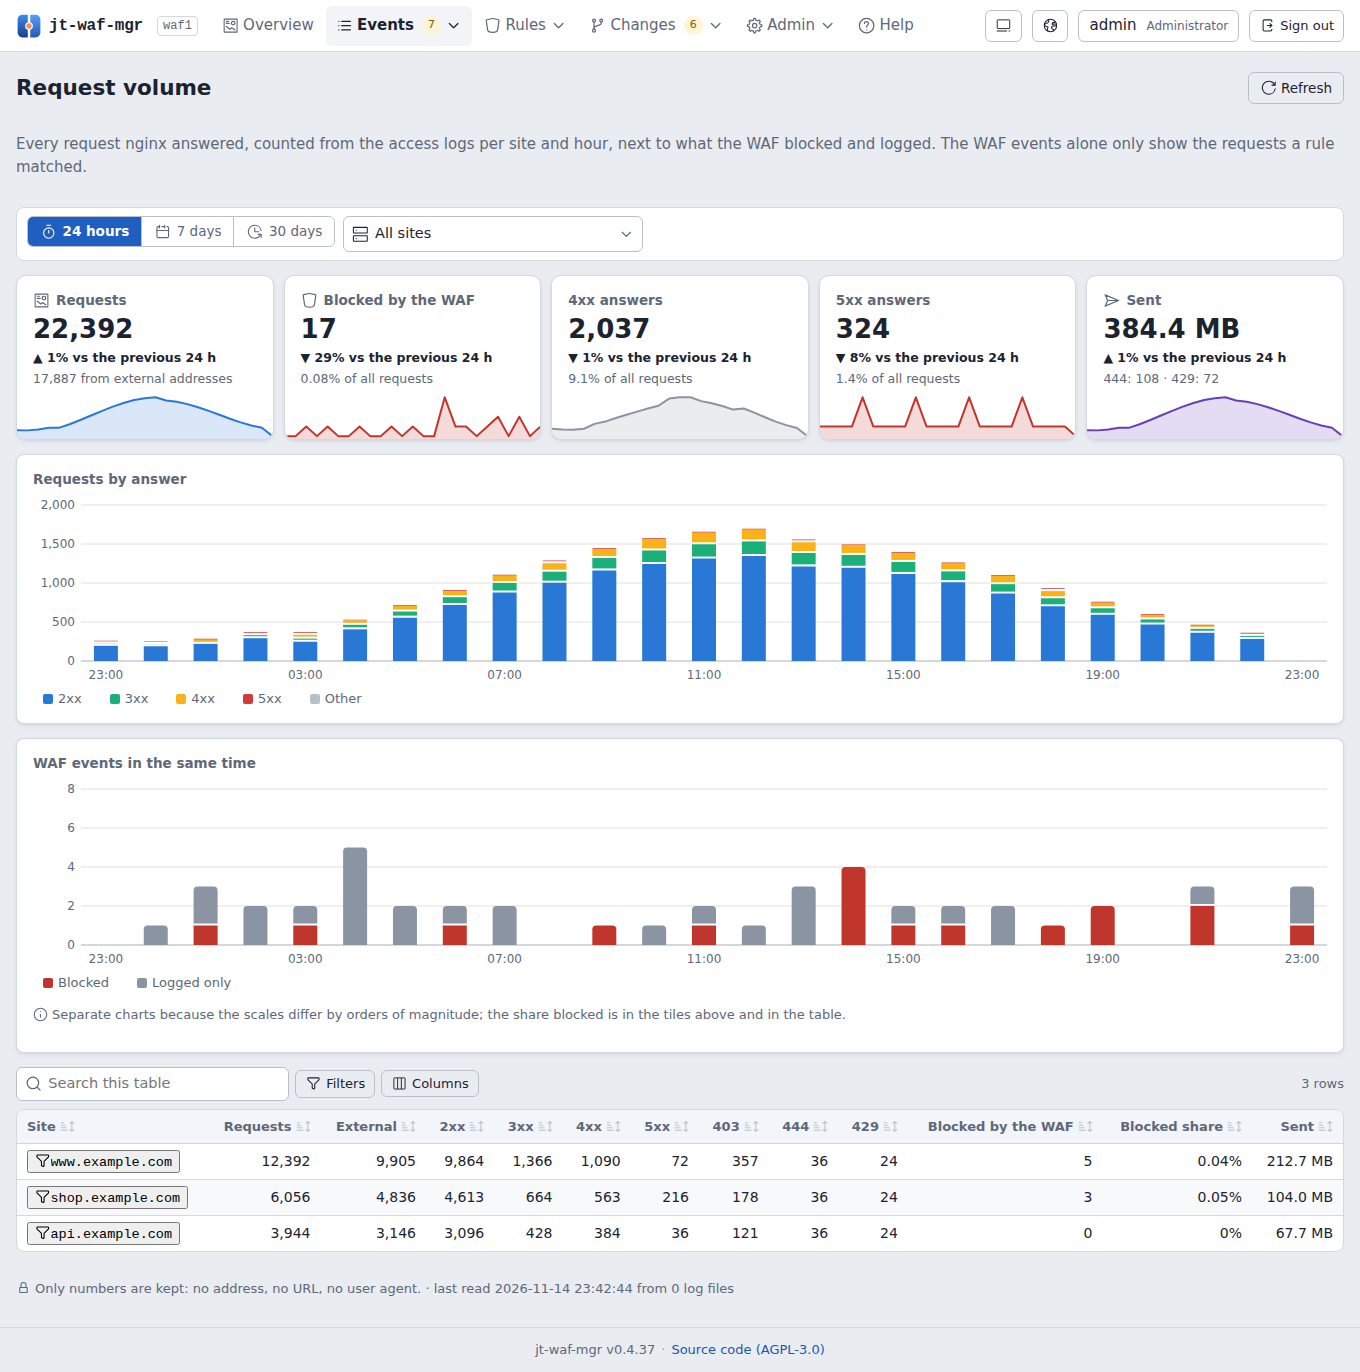 jt-waf-mgr waf1 Overview Events 7 Rules Changes 6 Admin Help admin Administrator Sign out
Request volume
Refresh
Every request nginx answered, counted from the access logs per site and hour, next to what the WAF blocked and logged. The WAF events alone only show the requests a rule
matched.
24 hours 7 days 30 days All sites
Requests
22,392
▲ 1% vs the previous 24 h
17,887 from external addresses
Blocked by the WAF
17
▼ 29% vs the previous 24 h
0.08% of all requests
4xx answers
2,037
▼ 1% vs the previous 24 h
9.1% of all requests
5xx answers
324
▼ 8% vs the previous 24 h
1.4% of all requests
Sent
384.4 MB
▲ 1% vs the previous 24 h
444: 108 · 429: 72
Requests by answer
2,000
1,500
1,000
500
0
23:00 03:00 07:00 11:00 15:00 19:00 23:00
2xx 3xx 4xx 5xx Other
WAF events in the same time
8
6
4
2
0
23:00 03:00 07:00 11:00 15:00 19:00 23:00
Blocked Logged only
Separate charts because the scales differ by orders of magnitude; the share blocked is in the tiles above and in the table.
Search this table Filters Columns 3 rows
Site Requests External 2xx 3xx 4xx 5xx 403 444 429 Blocked by the WAF Blocked share Sent
www.example.com 12,392 9,905 9,864 1,366 1,090 72 357 36 24 5 0.04% 212.7 MB
shop.example.com 6,056 4,836 4,613 664 563 216 178 36 24 3 0.05% 104.0 MB
api.example.com 3,944 3,146 3,096 428 384 36 121 36 24 0 0% 67.7 MB
Only numbers are kept: no address, no URL, no user agent. · last read 2026-11-14 23:42:44 from 0 log files
jt-waf-mgr v0.4.37 · Source code (AGPL-3.0)